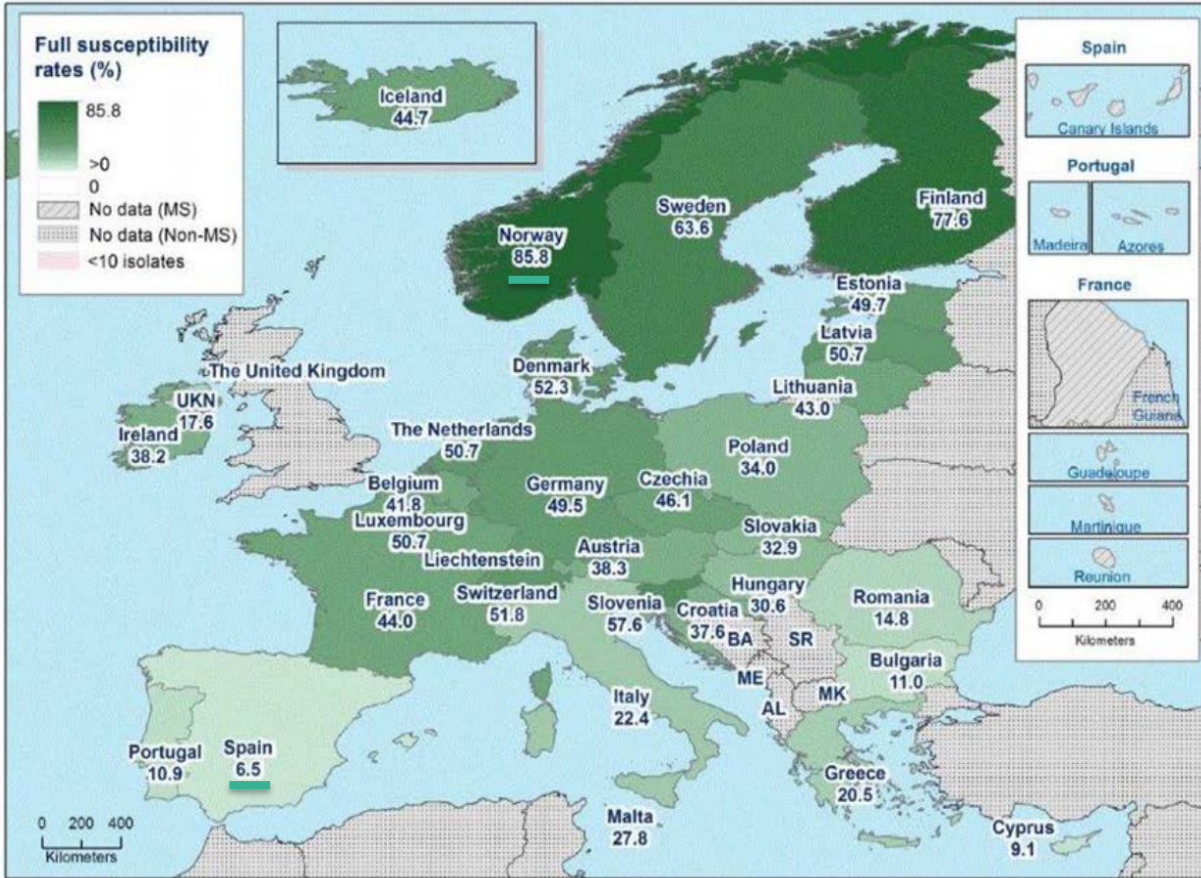 Full susceptibility
rates (%)
85.8
>0
0
No data (MS)
No data (Non-MS)
<10 isolates
Iceland
44.7
Norway
85.8
Sweden
63.6
Finland
77.6
Estonia
49.7
Latvia
50.7
Lithuania
43.0
Denmark
52.3
The United Kingdom
UKN
17.6
Ireland
38.2
The Netherlands
50.7
Belgium
41.8
Luxembourg
50.7
Germany
49.5
Poland
34.0
Czechia
46.1
Slovakia
32.9
Liechtenstein
Austria
38.3
Hungary
30.6
Romania
14.8
France
44.0
Switzerland
51.8
Slovenia
57.6
Croatia
37.6
BA
SR
Bulgaria
11.0
ME
MK
AL
Italy
22.4
Portugal
10.9
Spain
6.5
Greece
20.5
Malta
27.8
Cyprus
9.1
0 200 400
Kilometers
Spain
Canary Islands
Portugal
Madeira
Azores
France
French
Guiana
Guadeloupe
Martinique
Reunion
0 200 400
Kilometers